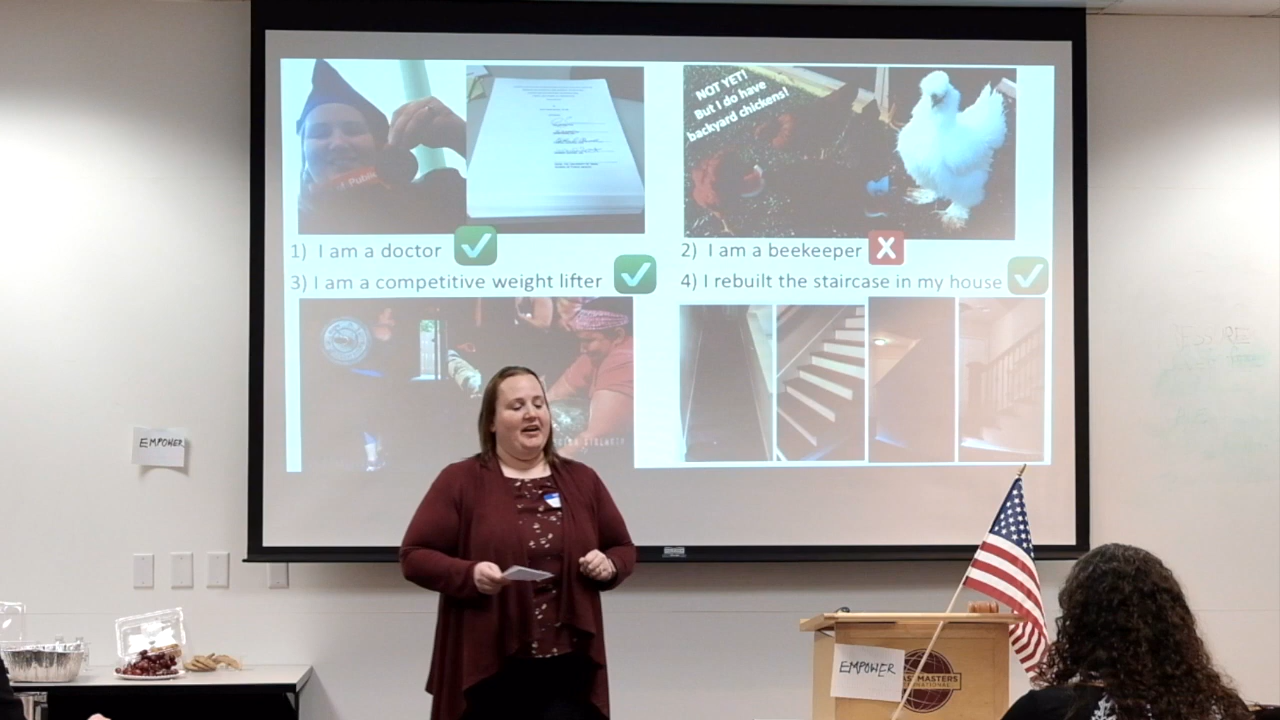 NOT YET!
But I do have
backyard chickens!
1) I am a doctor
2) I am a beekeeper
3) I am a competitive weight lifter
4) I rebuilt the staircase in my house
EMPOWER
EMPOWER